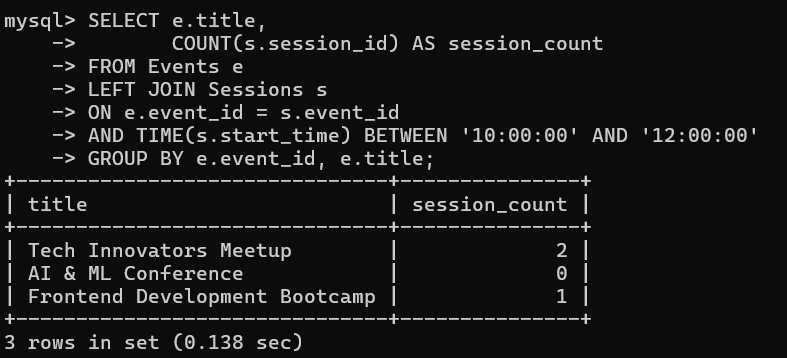 mysql> SELECT e.title,
    ->        COUNT(s.session_id) AS session_count
    -> FROM Events e
    -> LEFT JOIN Sessions s
    -> ON e.event_id = s.event_id
    -> AND TIME(s.start_time) BETWEEN '10:00:00' AND '12:00:00'
    -> GROUP BY e.event_id, e.title;
+-------------------------------+---------------+
| title                         | session_count |
+-------------------------------+---------------+
| Tech Innovators Meetup        |             2 |
| AI & ML Conference            |             0 |
| Frontend Development Bootcamp |             1 |
+-------------------------------+---------------+
3 rows in set (0.138 sec)